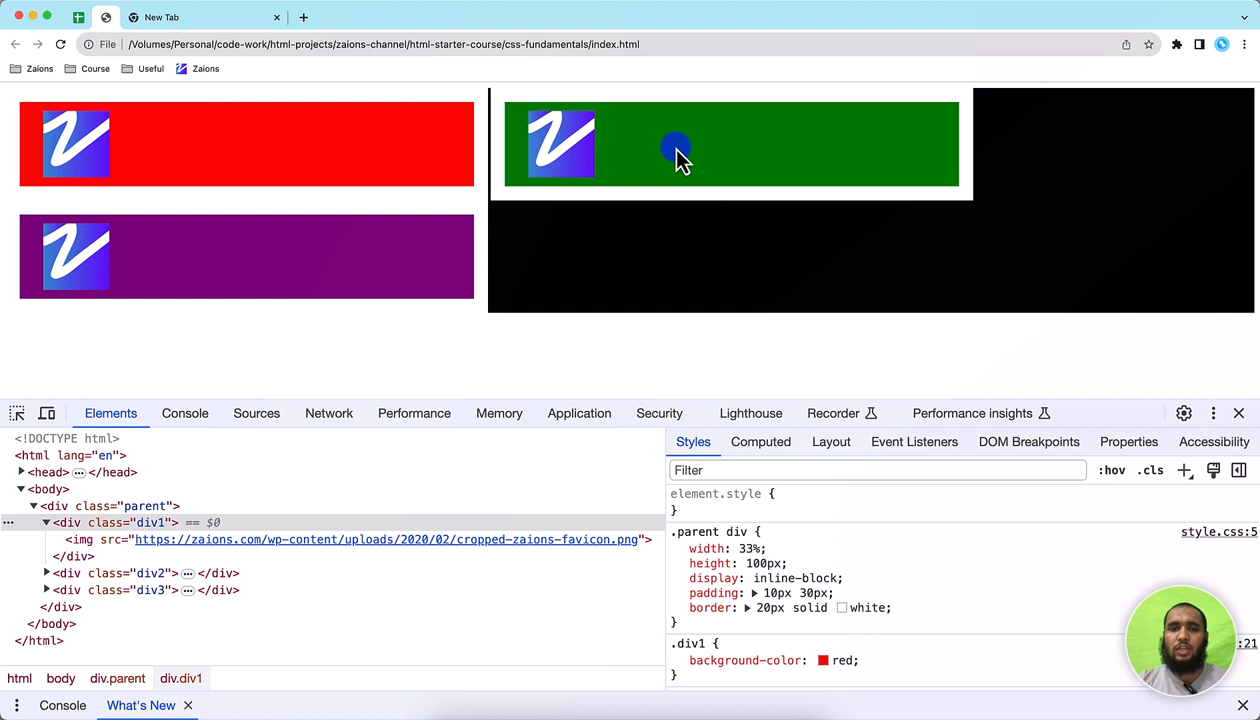 New Tab
File
/Volumes/Personal/code-work/html-projects/zaions-channel/html-starter-course/css-fundamentals/index.html
Zaions
Course
Useful
Zaions
Elements
Console
Sources
Network
Performance
Memory
Application
Security
Lighthouse
Recorder
Performance insights
<!DOCTYPE html>
<html lang="en">
<head> ••• </head>
<body>
<div class="parent">
<div class="div1"> == $0
<img src="https://zaions.com/wp-content/uploads/2020/02/cropped-zaions-favicon.png">
</div>
<div class="div2"> ••• </div>
<div class="div3"> ••• </div>
</div>
</body>
</html>
html body div.parent div.div1
Styles
Computed
Layout
Event Listeners
DOM Breakpoints
Properties
Accessibility
Filter
:hov .cls
element.style {
}
.parent div { style.css:5
width: 33%;
height: 100px;
display: inline-block;
padding: 10px 30px;
border: 20px solid white;
}
.div1 { :21
background-color: red;
}
Console
What's New